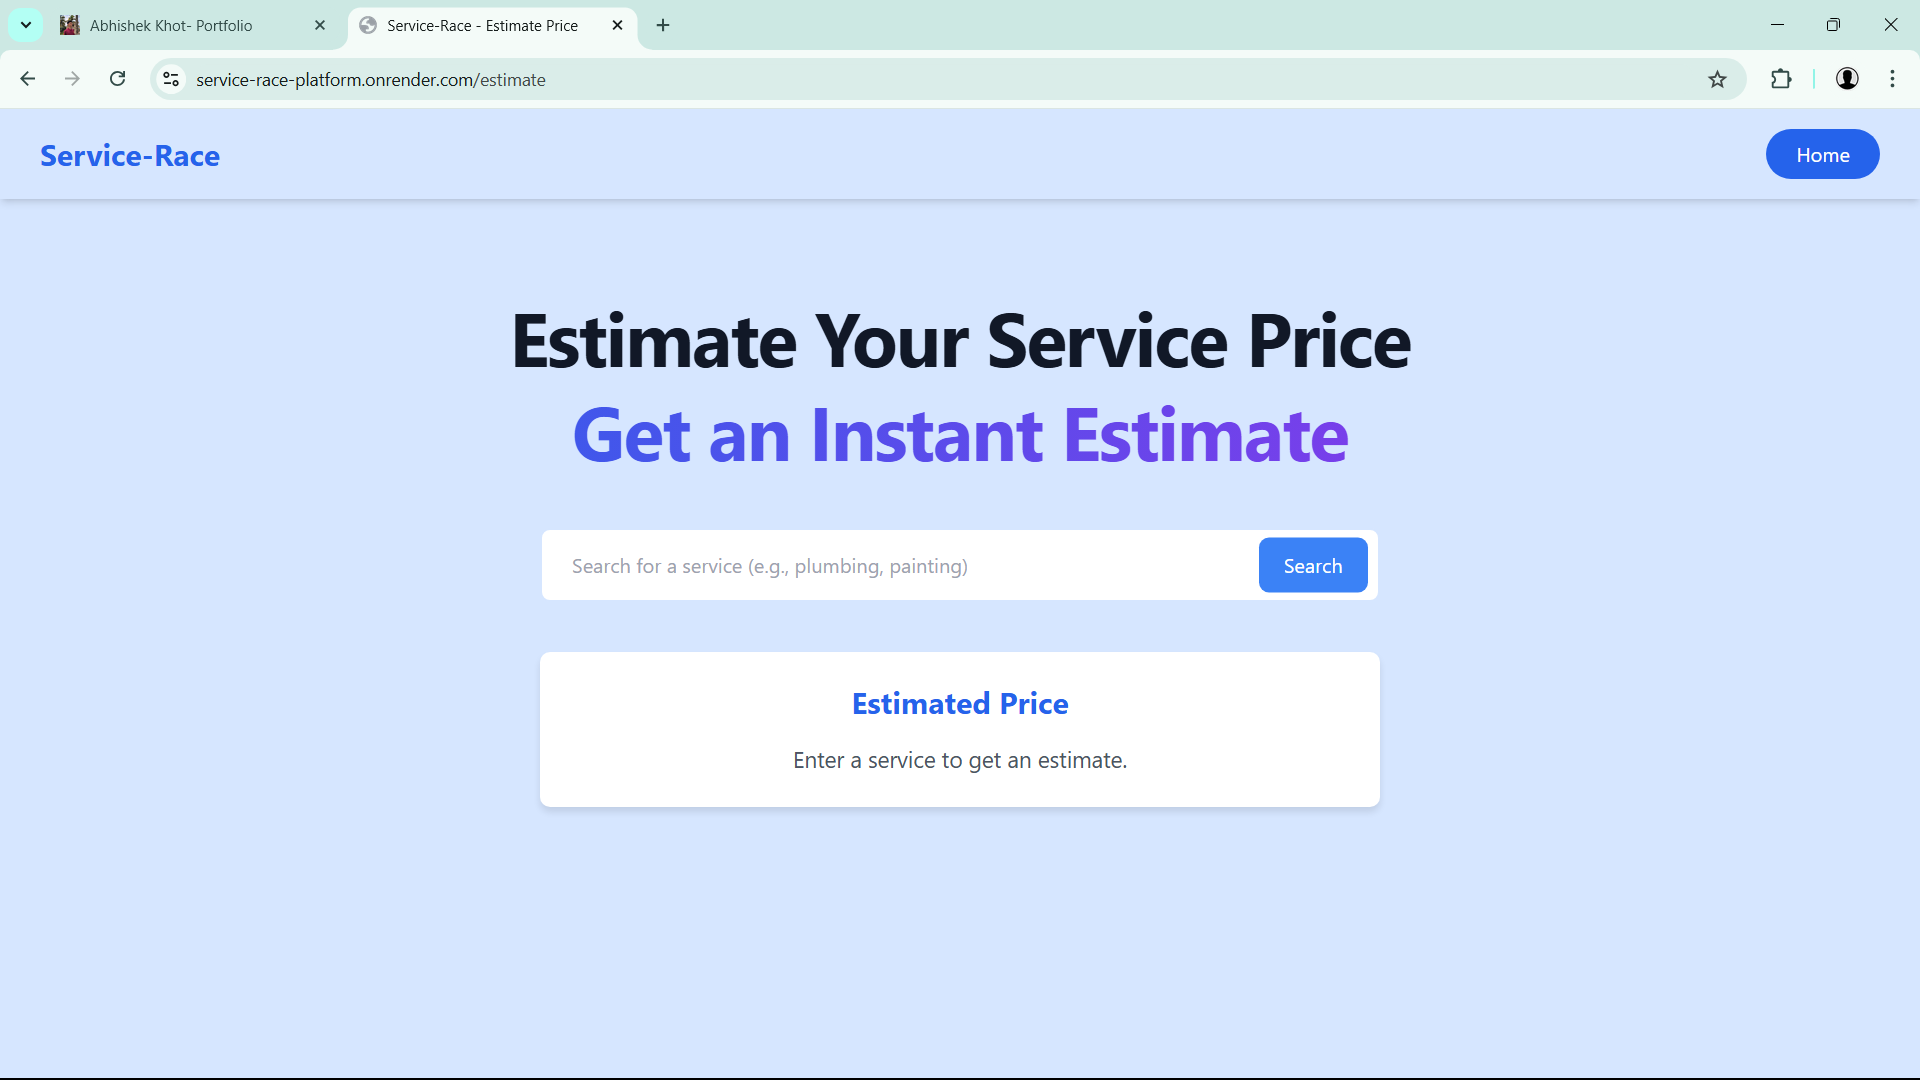 Abhishek Khot- Portfolio
Service-Race - Estimate Price
service-race-platform.onrender.com/estimate
Service-Race
Home
Estimate Your Service Price
Get an Instant Estimate
Search for a service (e.g., plumbing, painting)
Search
Estimated Price
Enter a service to get an estimate.